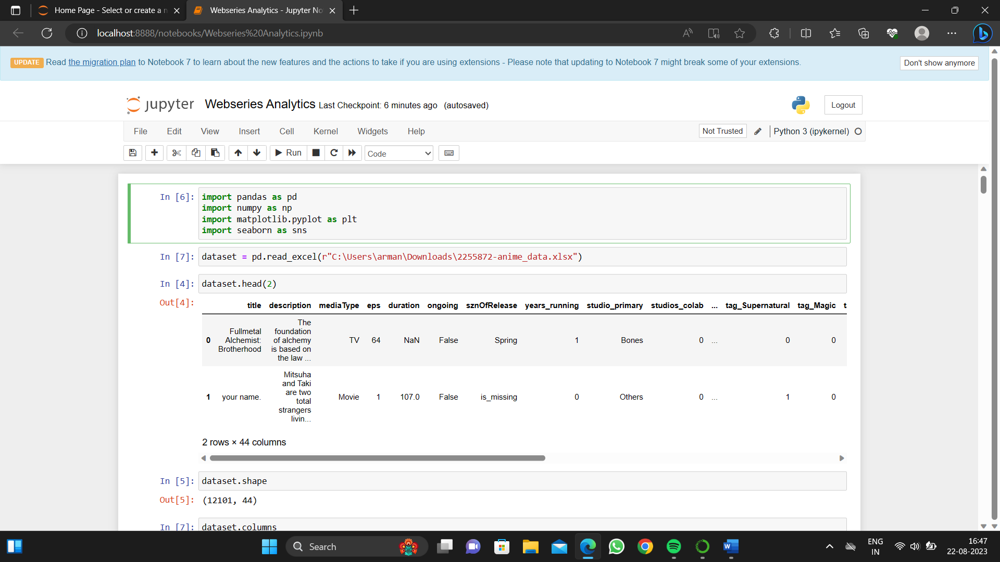 Home Page - Select or create a n
Webseries Analytics - Jupyter No
localhost:8888/notebooks/Webseries%20Analytics.ipynb
UPDATE Read the migration plan to Notebook 7 to learn about the new features and the actions to take if you are using extensions - Please note that updating to Notebook 7 might break some of your extensions.
Don't show anymore
jupyter Webseries Analytics Last Checkpoint: 6 minutes ago (autosaved)
Logout
File Edit View Insert Cell Kernel Widgets Help
Not Trusted
Python 3 (ipykernel)
Run
Code
In [6]: import pandas as pd
import numpy as np
import matplotlib.pyplot as plt
import seaborn as sns
In [7]: dataset = pd.read_excel(r"C:\Users\arman\Downloads\2255872-anime_data.xlsx")
In [4]: dataset.head(2)
Out[4]:
title description mediaType eps duration ongoing sznOfRelease years_running studio_primary studios_colab ... tag_Supernatural tag_Magic t
0 Fullmetal Alchemist: Brotherhood The foundation of alchemy is based on the law ... TV 64 NaN False Spring 1 Bones 0 ... 0 0
1 your name. Mitsuha and Taki are two total strangers livin... Movie 1 107.0 False is_missing 0 Others 0 ... 1 0
2 rows × 44 columns
In [5]: dataset.shape
Out[5]: (12101, 44)
In [7]: dataset.columns
Search
ENG
IN
16:47
22-08-2023